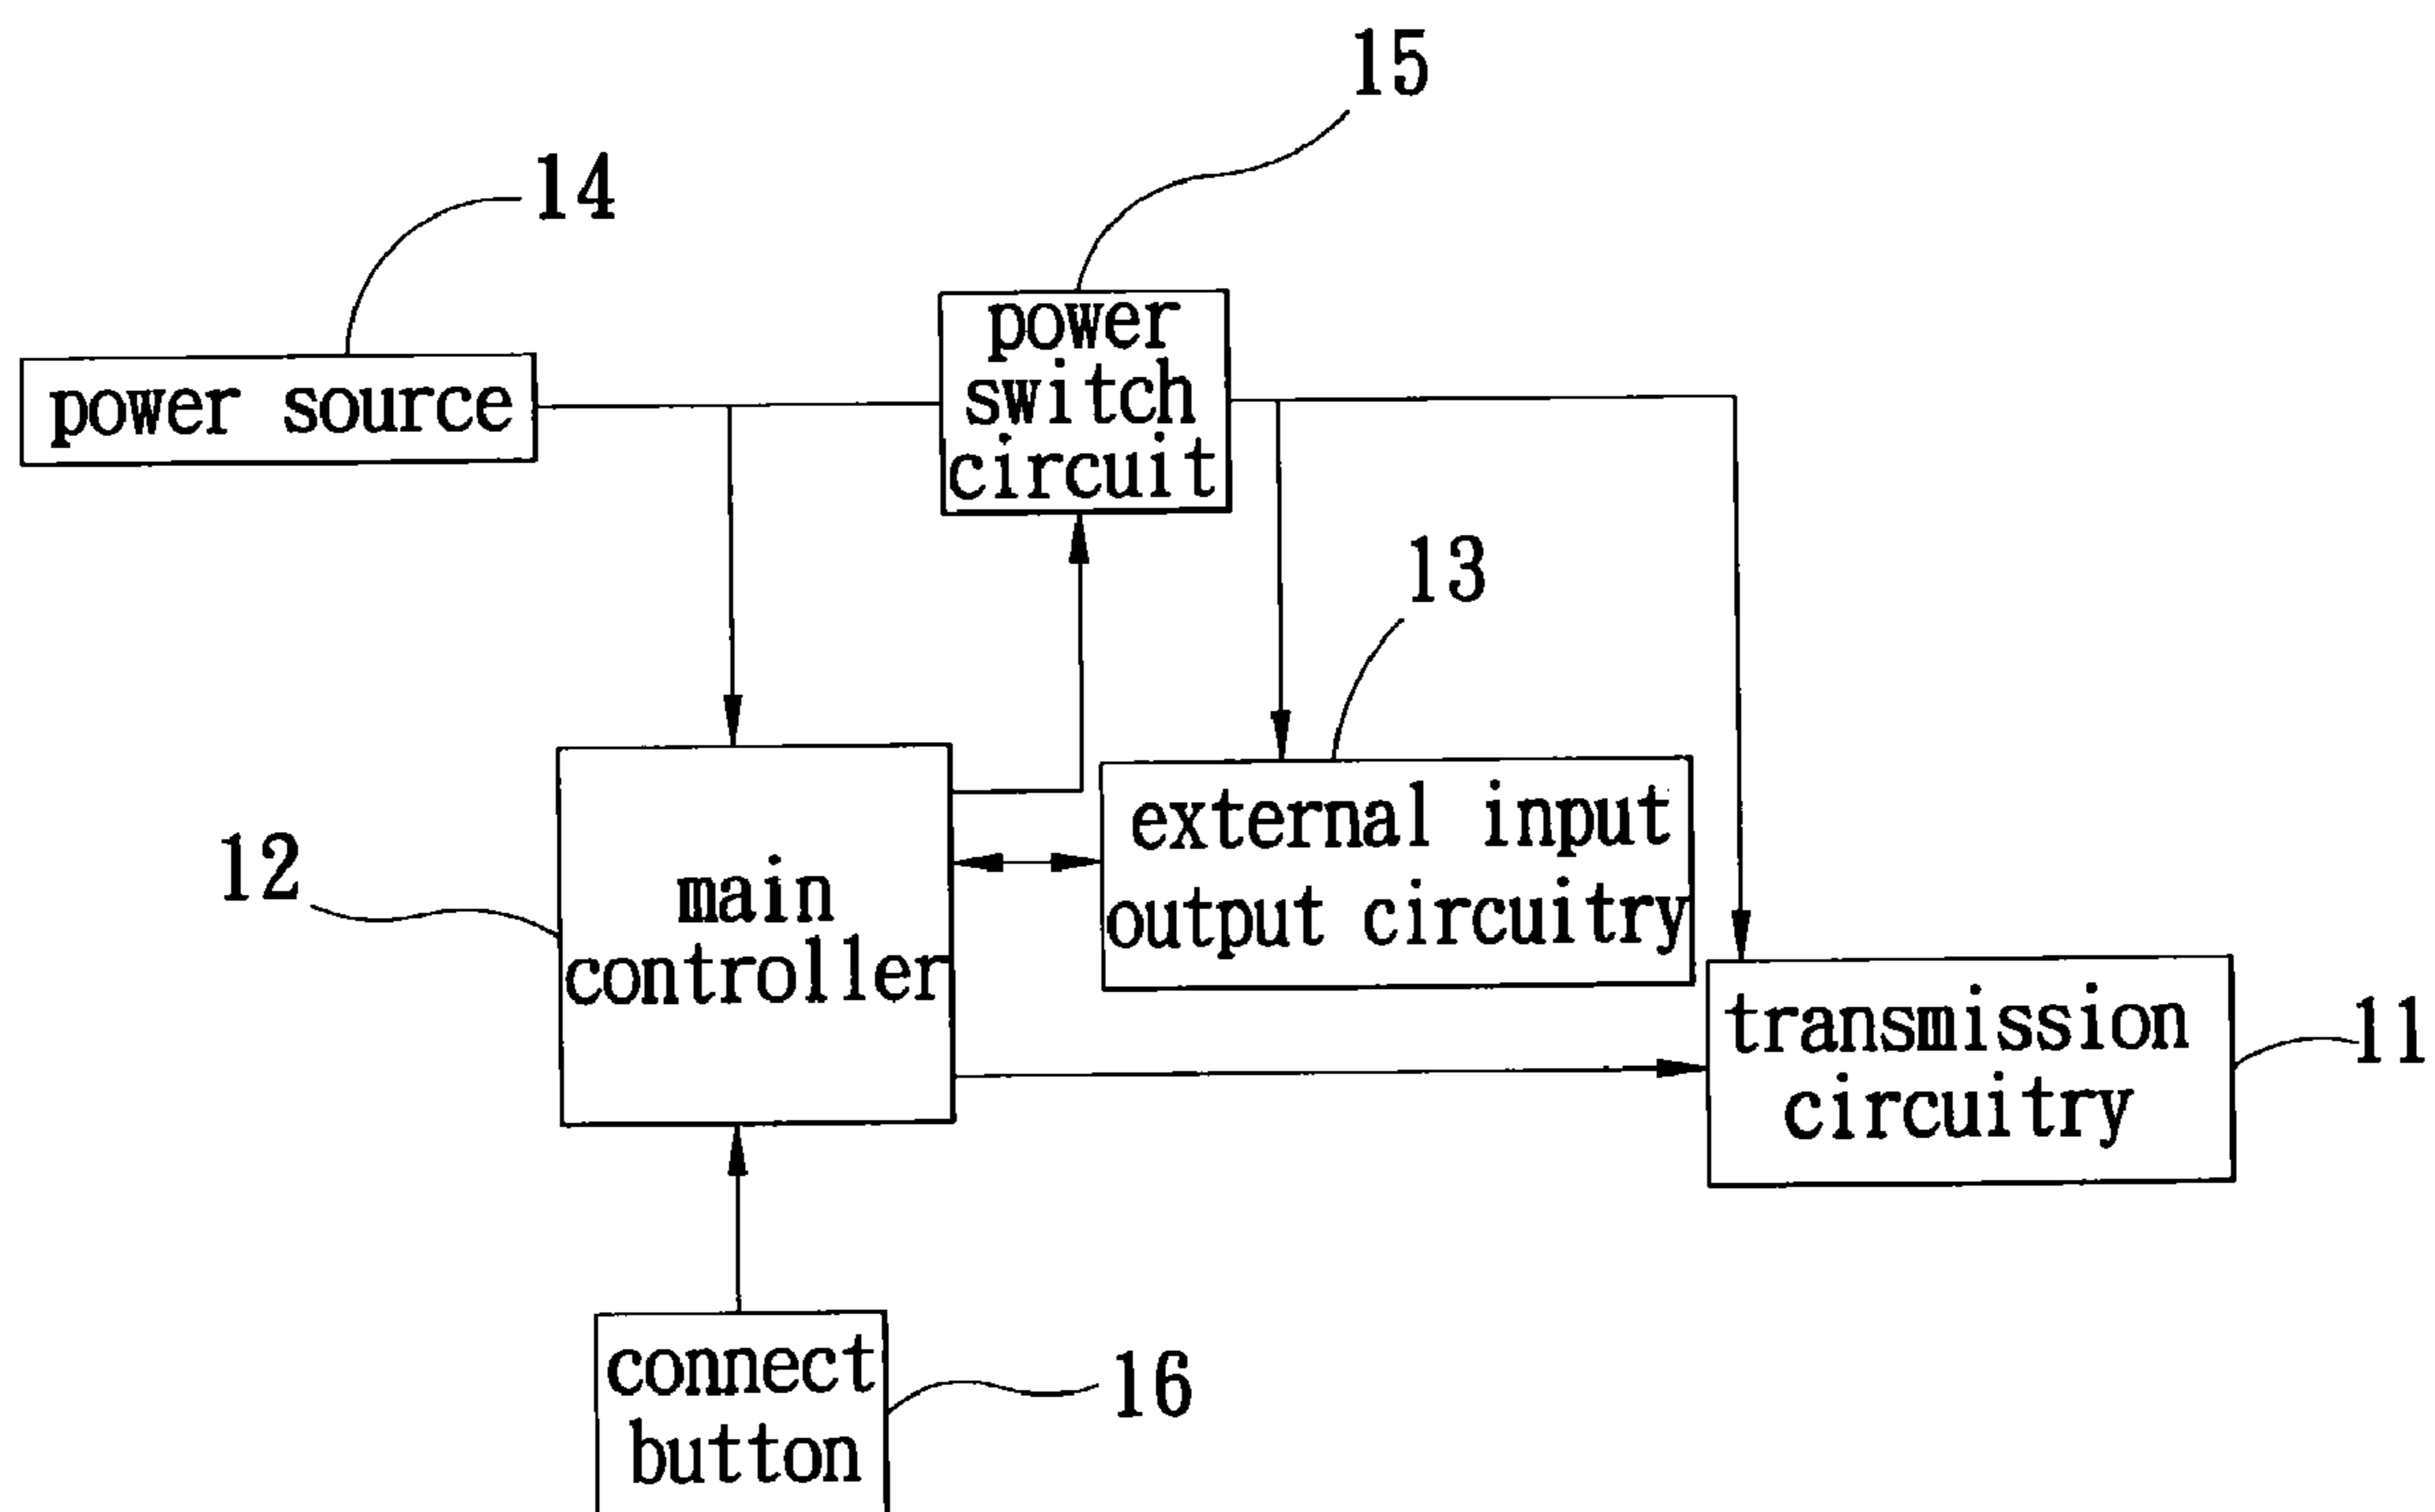 15
14
power
switch
circuit
power source
13
external input
output circuitry
12
main
controller
transmission
circuitry
11
connect
button
16